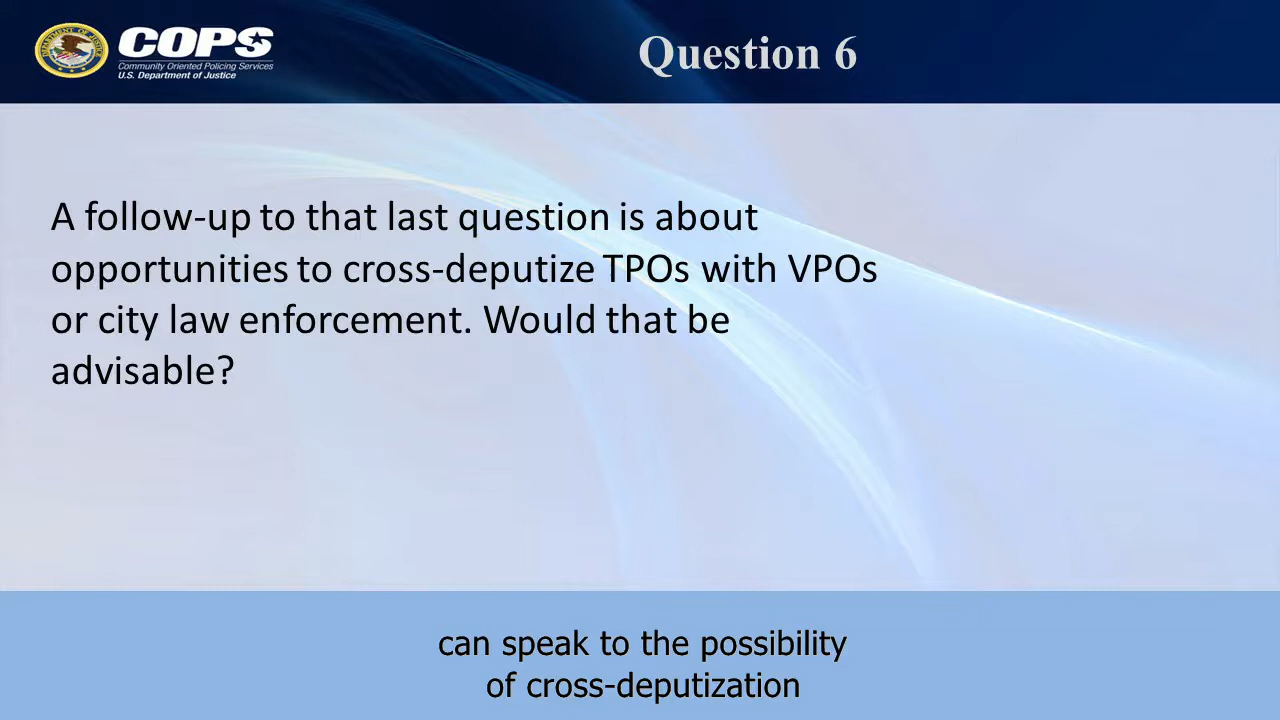 COPS
Community Oriented Policing Services
U.S. Department of Justice
Question 6
A follow-up to that last question is about
opportunities to cross-deputize TPOs with VPOs
or city law enforcement. Would that be
advisable?
can speak to the possibility
of cross-deputization